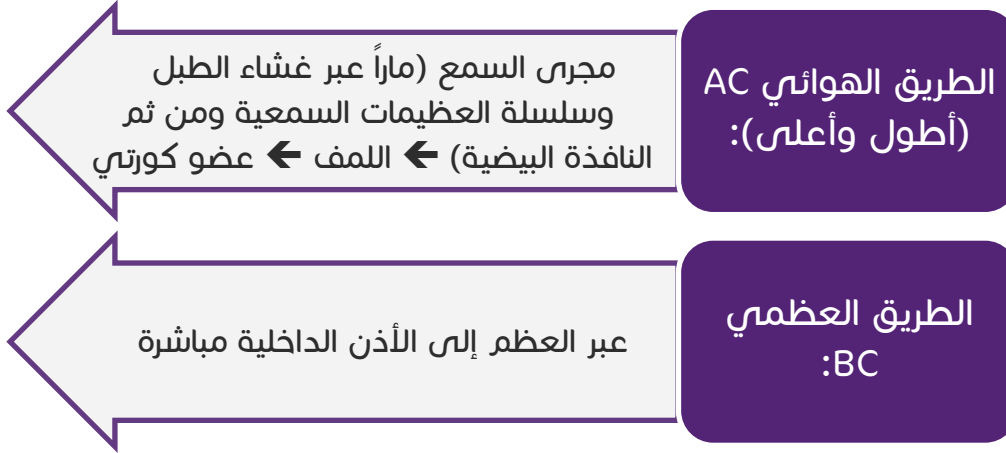 الطريق الهوائي AC
(أطول وأعلى):
مجرى السمع (ماراً عبر غشاء الطبل
وسلسلة العظيمات السمعية ومن ثم
النافذة البيضية) 🡸 اللمف 🡸 عضو كورتي
الطريق العظمي
BC:
عبر العظم إلى الأذن الداخلية مباشرة